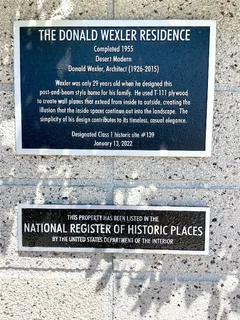 THE DONALD WEXLER RESIDENCE
Completed 1955
Desert Modern
Donald Wexler, Architect (1926-2015)
Wexler was only 29 years old when he designed this
post-and-beam style home for his family. He used T-111 plywood
to create wall planes that extend from inside to outside, creating the
illusion that the inside spaces continue out into the landscape. The
simplicity of his design contributes to its timeless, casual elegance.
Designated Class 1 historic site #139
January 13, 2022
THIS PROPERTY HAS BEEN LISTED IN THE
NATIONAL REGISTER OF HISTORIC PLACES
BY THE UNITED STATES DEPARTMENT OF THE INTERIOR